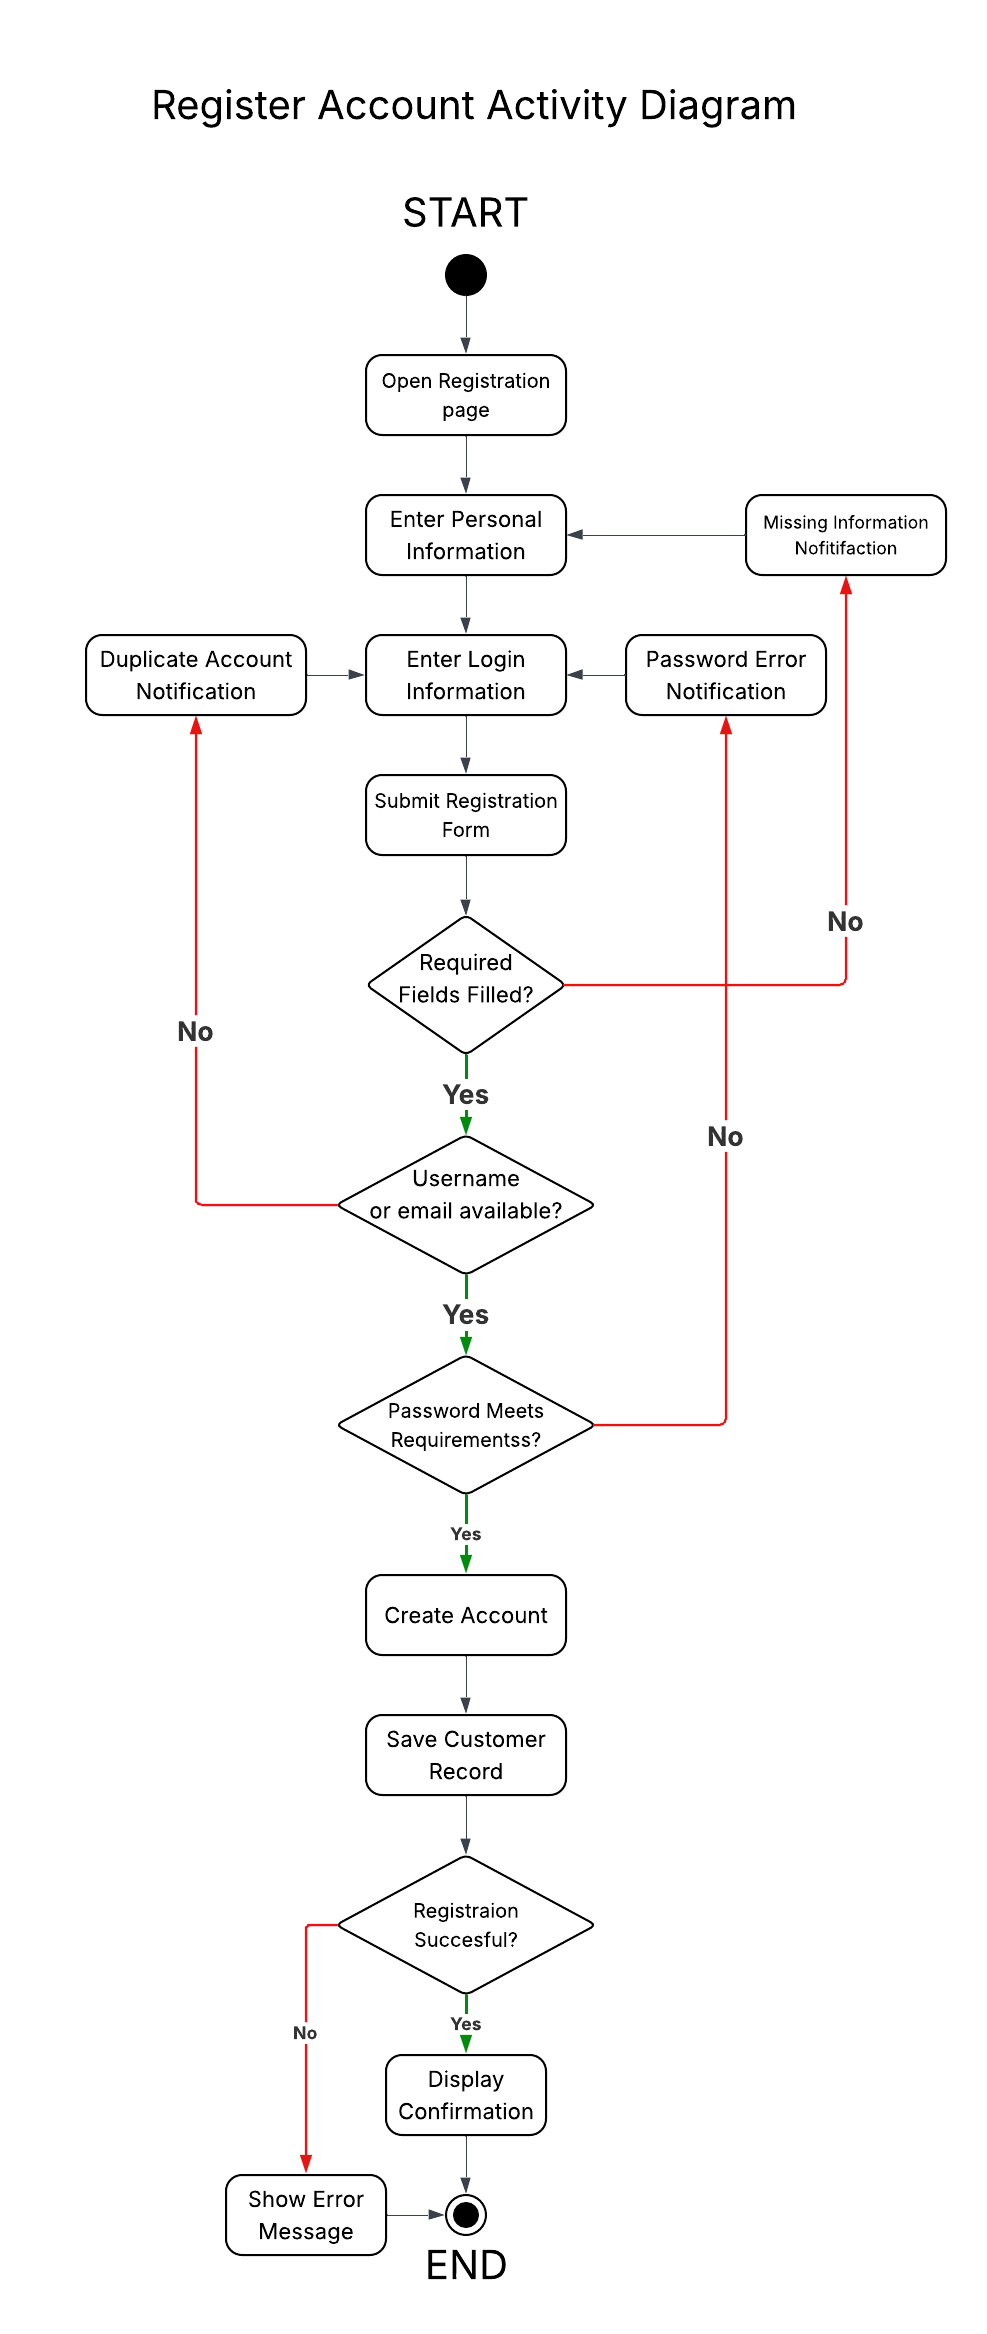 Register Account Activity Diagram
START
Open Registration
page
Enter Personal
Information
Missing Information
Nofitifaction
Duplicate Account
Notification
Enter Login
Information
Password Error
Notification
Submit Registration
Form
No
Required
Fields Filled?
No
Yes
No
Username
or email available?
Yes
Password Meets
Requirementss?
Yes
Create Account
Save Customer
Record
Registraion
Succesful?
Yes
No
Display
Confirmation
Show Error
Message
END